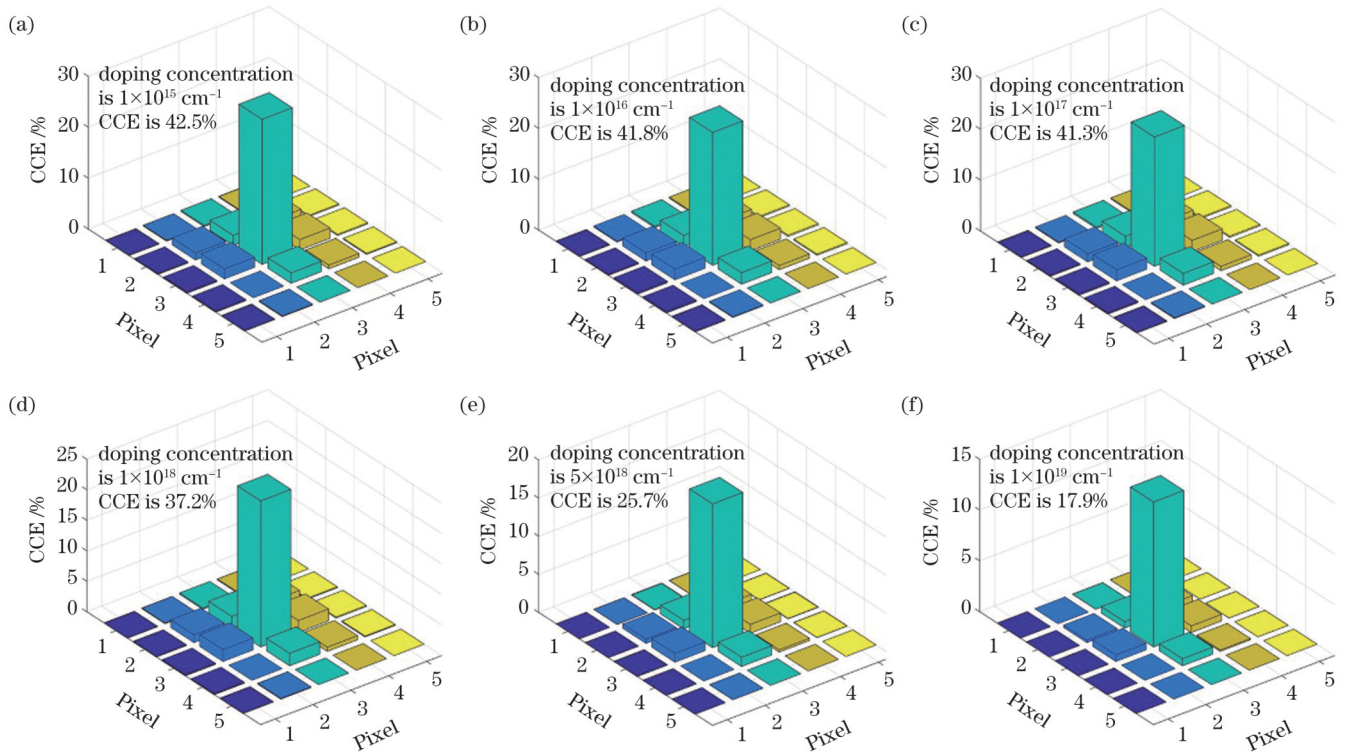 (a)
doping concentration
is 1×10¹⁵ cm⁻¹
CCE is 42.5%
CCE /%
30
20
10
0
1
2
3
4
5
Pixel
1
2
3
4
5
Pixel
(b)
doping concentration
is 1×10¹⁶ cm⁻¹
CCE is 41.8%
CCE /%
30
20
10
0
1
2
3
4
5
Pixel
1
2
3
4
5
Pixel
(c)
doping concentration
is 1×10¹⁷ cm⁻¹
CCE is 41.3%
CCE /%
30
20
10
0
1
2
3
4
5
Pixel
1
2
3
4
5
Pixel
(d)
doping concentration
is 1×10¹⁸ cm⁻¹
CCE is 37.2%
CCE /%
25
20
15
10
5
0
1
2
3
4
5
Pixel
1
2
3
4
5
Pixel
(e)
doping concentration
is 5×10¹⁸ cm⁻¹
CCE is 25.7%
CCE /%
20
15
10
5
0
1
2
3
4
5
Pixel
1
2
3
4
5
Pixel
(f)
doping concentration
is 1×10¹⁹ cm⁻¹
CCE is 17.9%
CCE /%
15
10
5
0
1
2
3
4
5
Pixel
1
2
3
4
5
Pixel